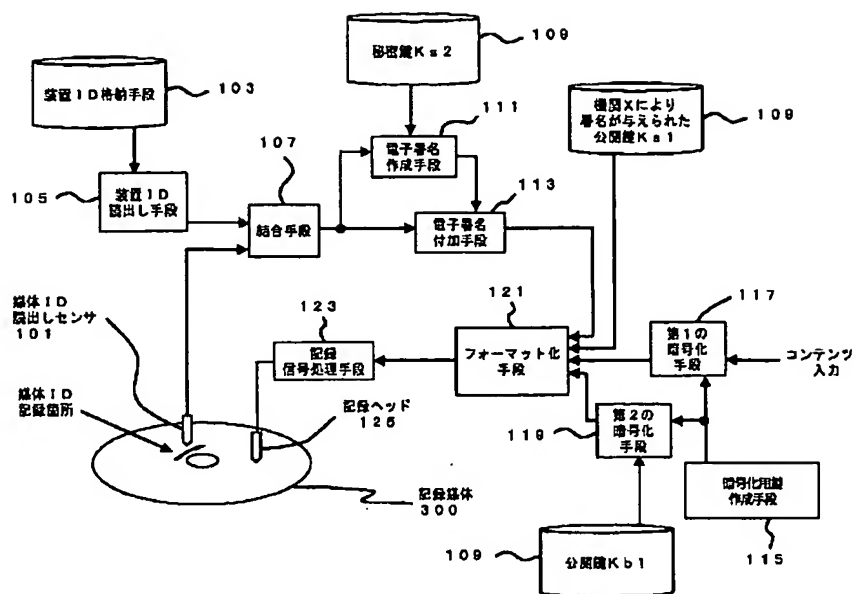 109
秘密鍵Ks2
装置ID格納手段
103
機関Xにより
署名が与えられた
公開鍵Ka1
109
111
電子署名
作成手段
107
113
105
装置ID
読出し手段
結合手段
電子署名
付加手段
媒体ID
読出しセンサ
101
123
121
117
第1の
暗号化
手段
記録
信号処理手段
フォーマット化
手段
コンテンツ
入力
媒体ID
記録箇所
記録ヘッド
125
119
第2の
暗号化
手段
記録媒体
300
暗号化用鍵
作成手段
109
公開鍵Kb1
115